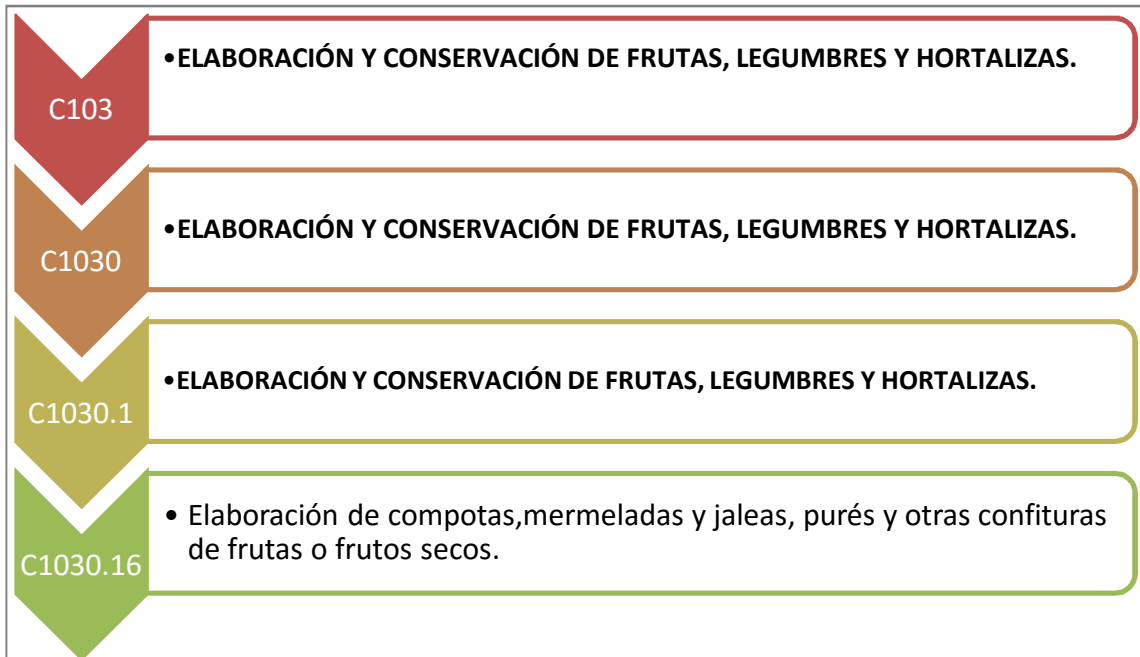 •ELABORACIÓN Y CONSERVACIÓN DE FRUTAS, LEGUMBRES Y HORTALIZAS.
C103
•ELABORACIÓN Y CONSERVACIÓN DE FRUTAS, LEGUMBRES Y HORTALIZAS.
C1030
•ELABORACIÓN Y CONSERVACIÓN DE FRUTAS, LEGUMBRES Y HORTALIZAS.
C1030.1
• Elaboración de compotas,mermeladas y jaleas, purés y otras confituras
de frutas o frutos secos.
C1030.16